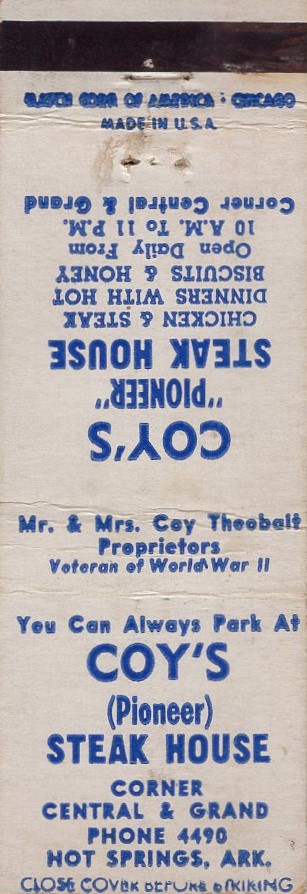 MATCH CORP OF AMERICA · CHICAGO
MADE IN U.S.A.
COY'S
"PIONEER"
STEAK HOUSE
CHICKEN & STEAK
DINNERS WITH HOT
BISCUITS & HONEY
Open Daily From
10 A.M. To 11 P.M.
Corner Central & Grand
Mr. & Mrs. Coy Theobalt
Proprietors
Veteran of World War II
You Can Always Park At
COY'S
(Pioneer)
STEAK HOUSE
CORNER
CENTRAL & GRAND
PHONE 4490
HOT SPRINGS, ARK.
CLOSE COVER BEFORE STRIKING